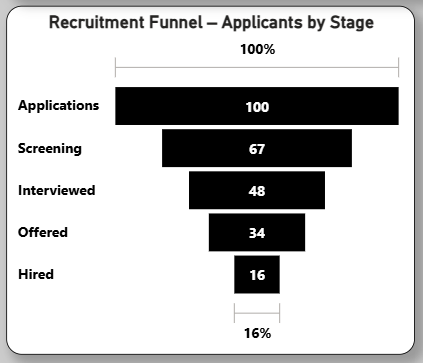 Recruitment Funnel – Applicants by Stage
100%
Applications 100
Screening 67
Interviewed 48
Offered 34
Hired 16
16%